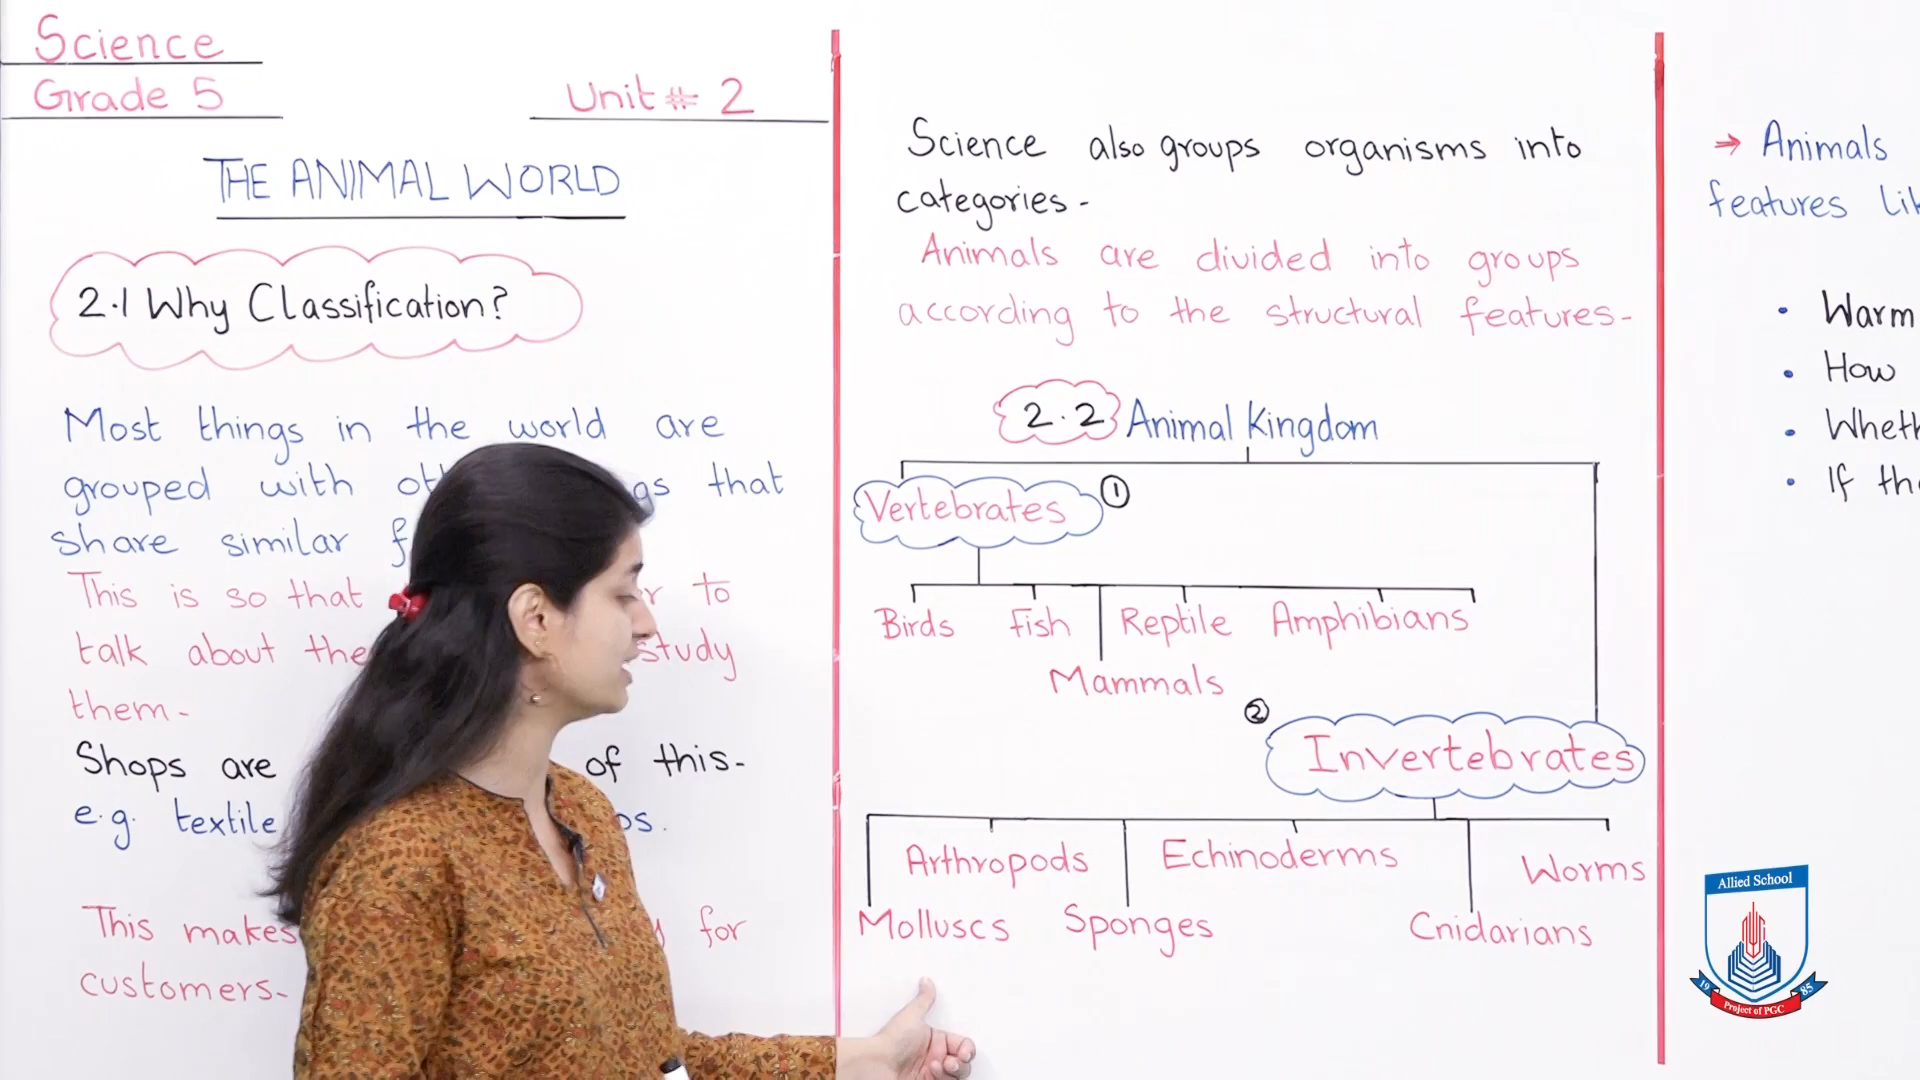 Science
Grade 5
Unit # 2
THE ANIMAL WORLD
2.1 Why Classification?
Most things in the world are
grouped with that
share similar
This is so that to
talk about study
them-
Shops are of this-
e.g. textile
This makes for
customers-
Science also groups organisms into
categories-
Animals are divided into groups
according to the structural features-
2.2 Animal Kingdom
Vertebrates 1
Birds Fish Reptile Amphibians
Mammals
2
Invertebrates
Arthropods Echinoderms Worms
Molluscs Sponges Cnidarians
→ Animals
features
• Warm
• How
•
• If
Allied School
19 85
Project of PGC